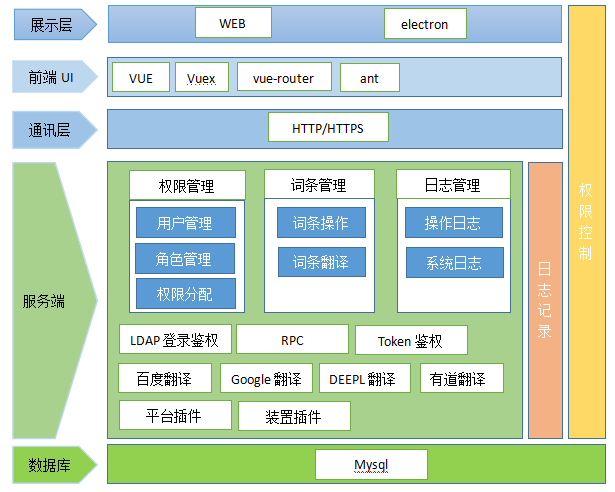 展示层
WEB
electron
前端 UI
VUE
Vuex
vue-router
ant
通讯层
HTTP/HTTPS
服务端
权限管理
用户管理
角色管理
权限分配
词条管理
词条操作
词条翻译
日志管理
操作日志
系统日志
LDAP 登录鉴权
RPC
Token 鉴权
百度翻译
Google 翻译
DEEPL 翻译
有道翻译
平台插件
装置插件
日志记录
权限控制
数据库
Mysql